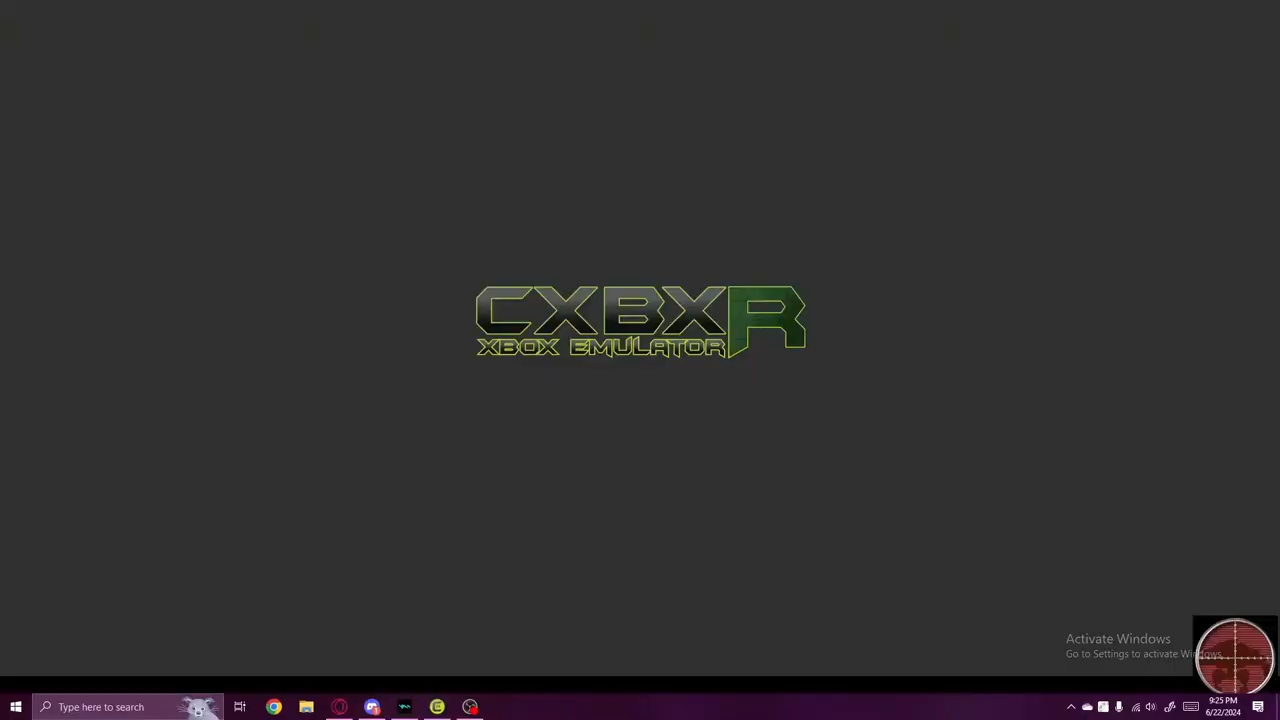 CXBXR
XBOX EMULATOR
Activate Windows
Go to Settings to activate Windows.
Type here to search
9:25 PM
6/22/2024